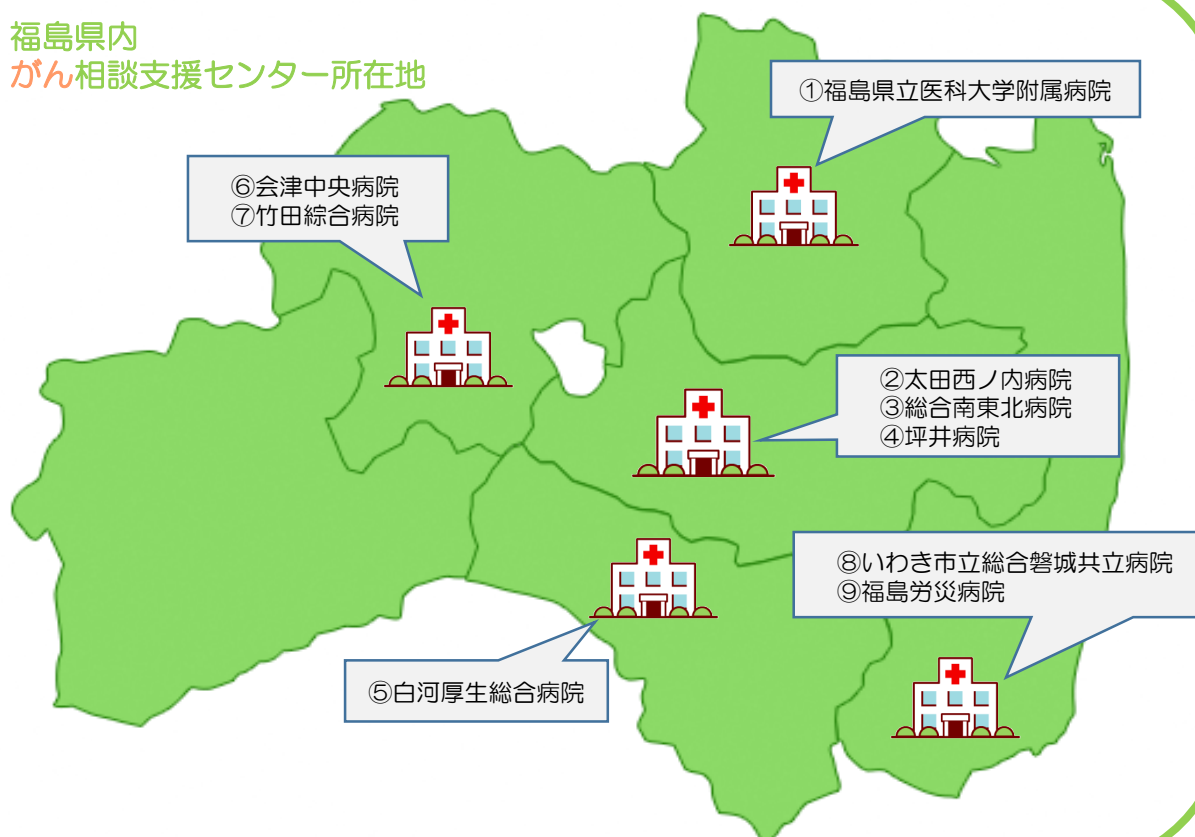 福島県内
がん相談支援センター所在地
①福島県立医科大学附属病院
⑥会津中央病院
⑦竹田綜合病院
②太田西ノ内病院
③総合南東北病院
④坪井病院
⑧いわき市立総合磐城共立病院
⑨福島労災病院
⑤白河厚生総合病院